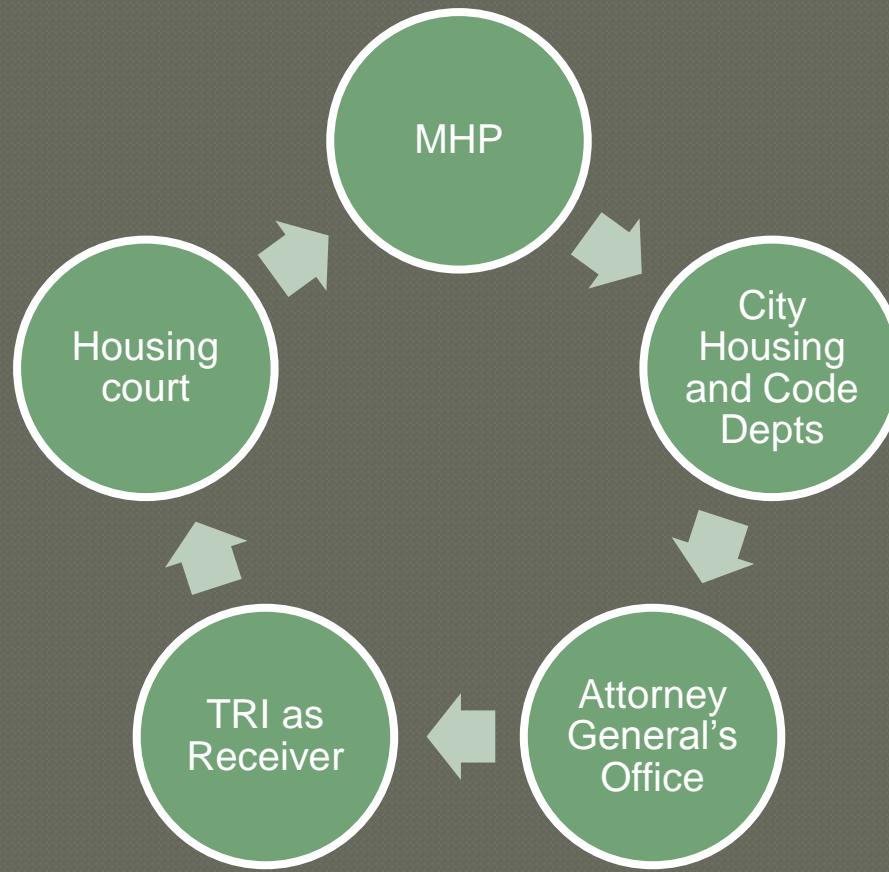 MHP
City
Housing
and Code
Depts
Attorney
General’s
Office
TRI as
Receiver
Housing
court